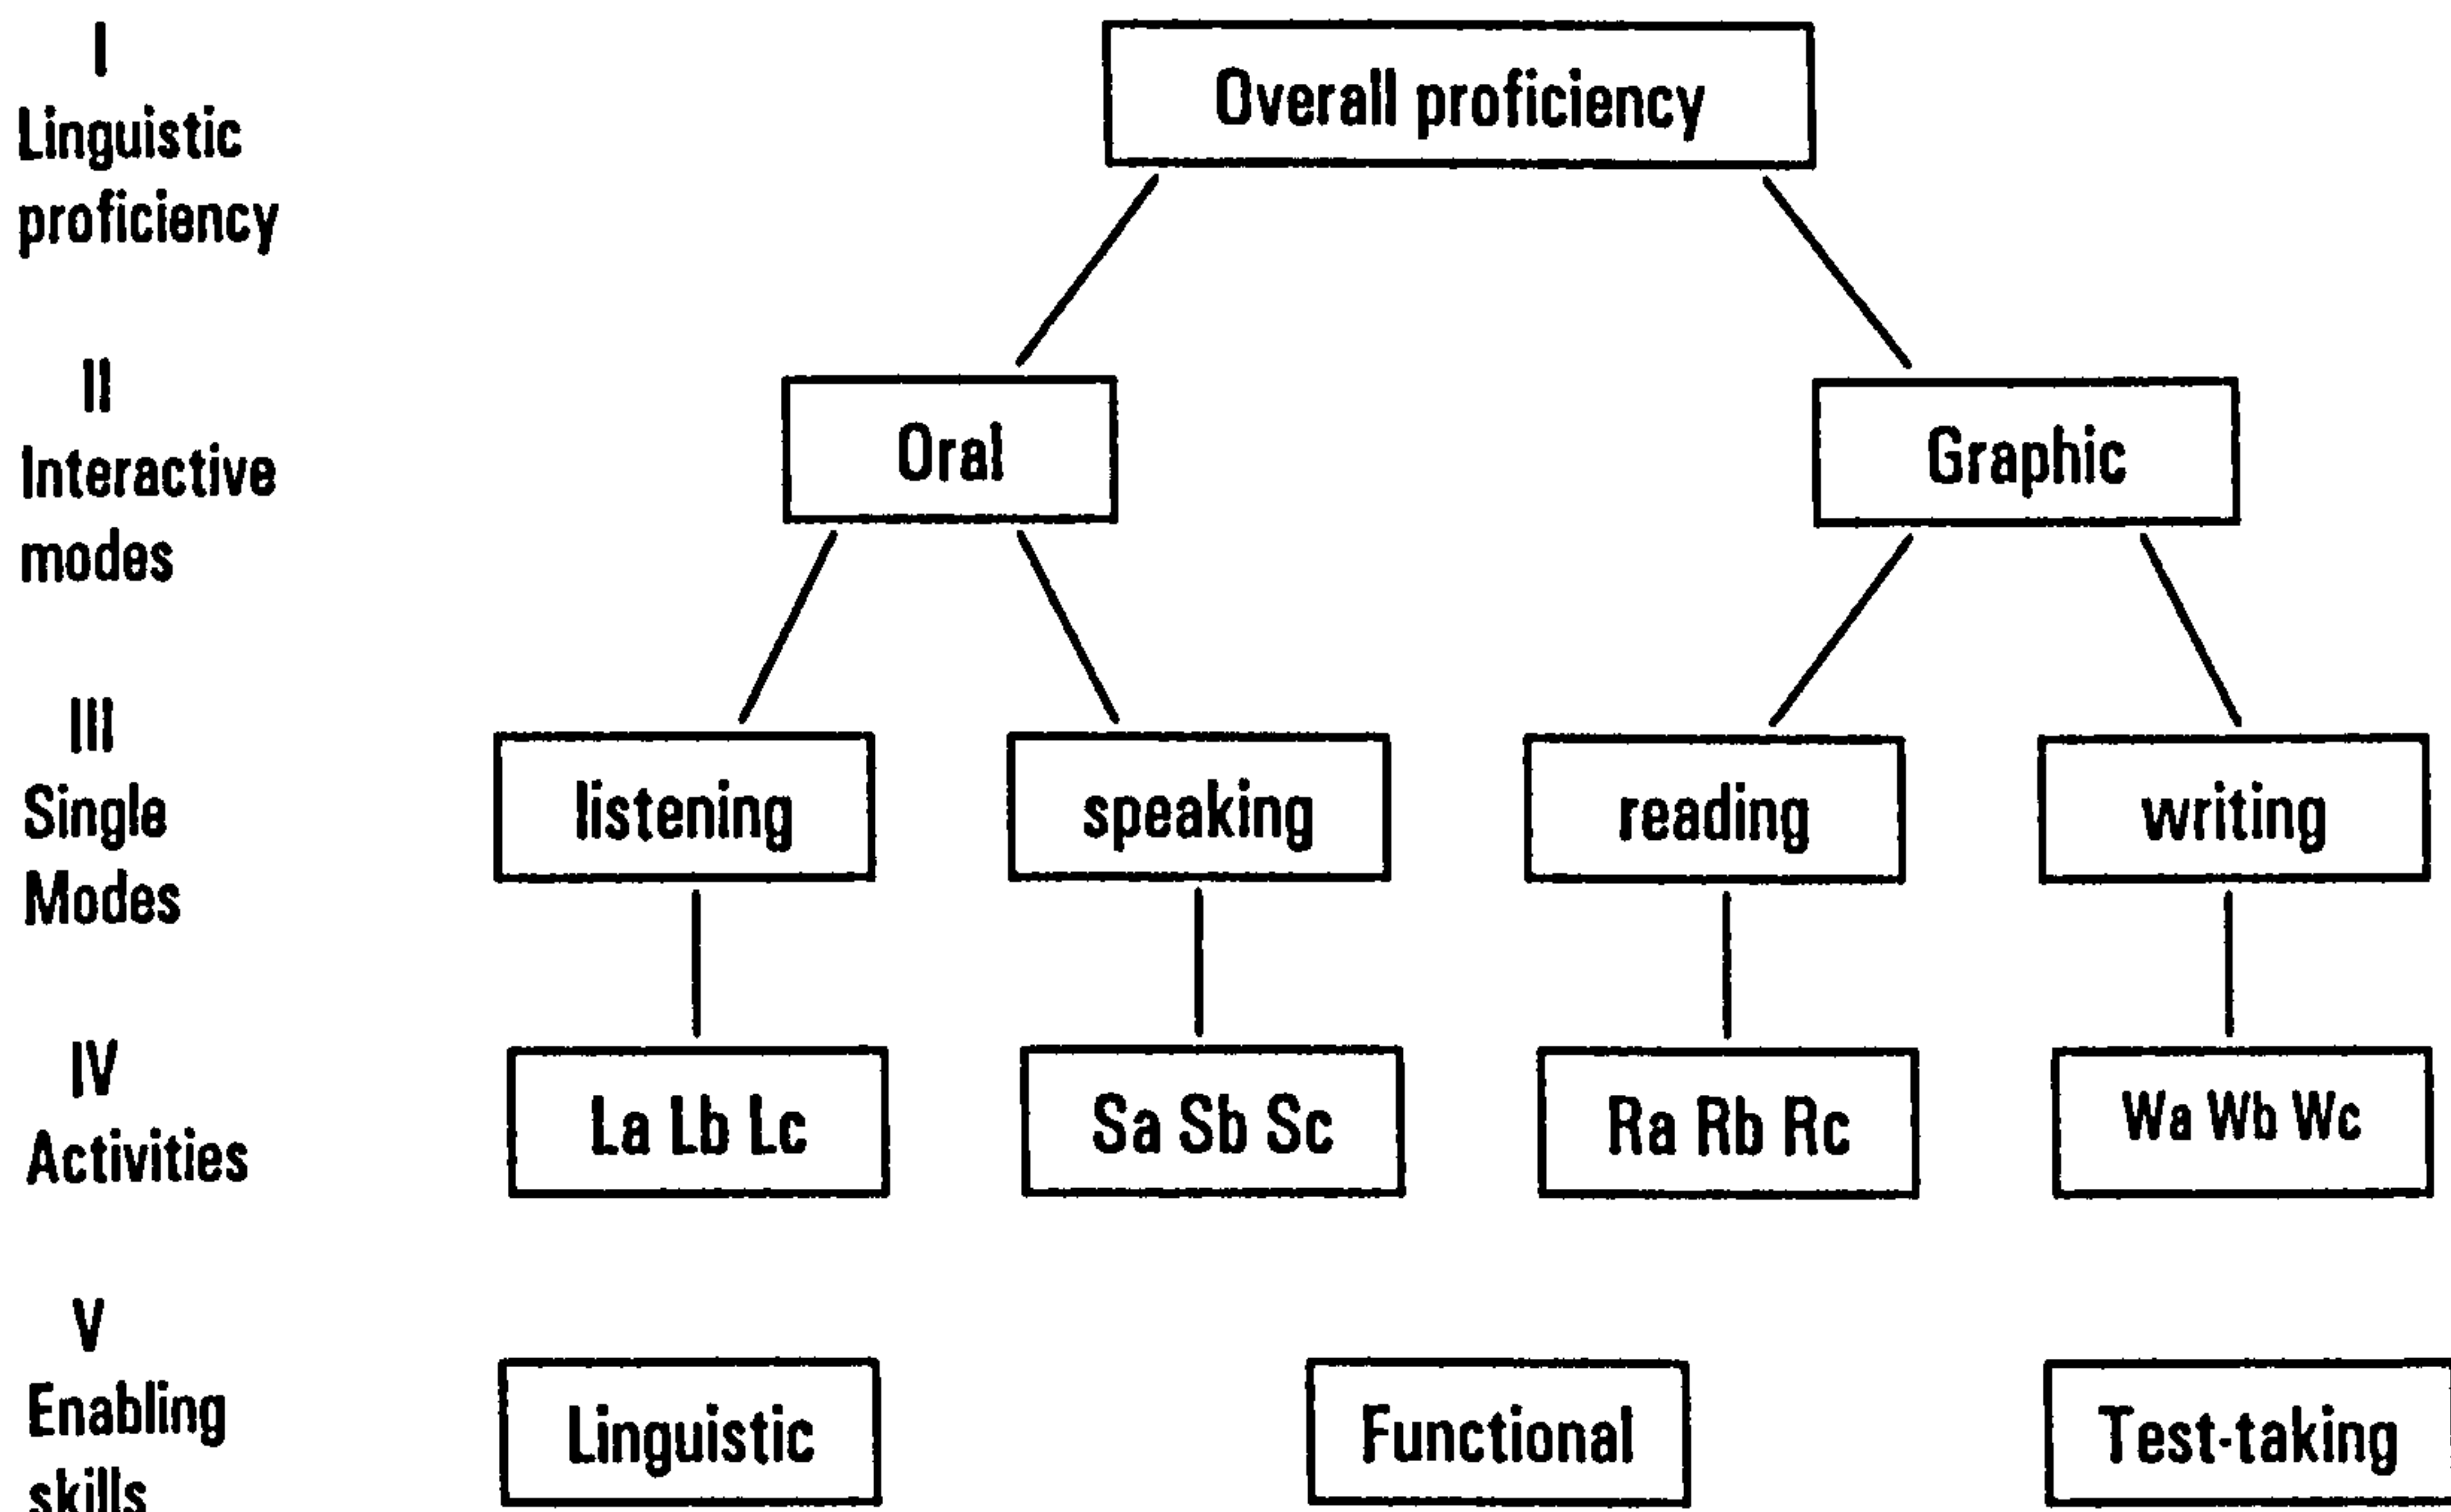 I
Linguistic
proficiency
Overall proficiency
II
Interactive
modes
Oral
Graphic
III
Single
Modes
listening
speaking
reading
writing
IV
Activities
La Lb Lc
Sa Sb Sc
Ra Rb Rc
Wa Wb Wc
V
Enabling
skills
Linguistic
Functional
Test-taking